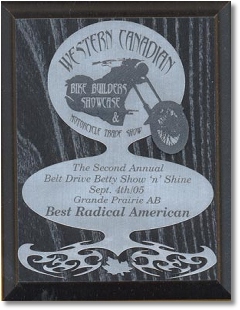 WESTERN CANADIAN
BIKE BUILDERS
SHOWCASE
&
MOTORCYCLE TRADE SHOW
The Second Annual
Belt Drive Betty Show 'n' Shine
Sept. 4th/05
Grande Prairie AB
Best Radical American